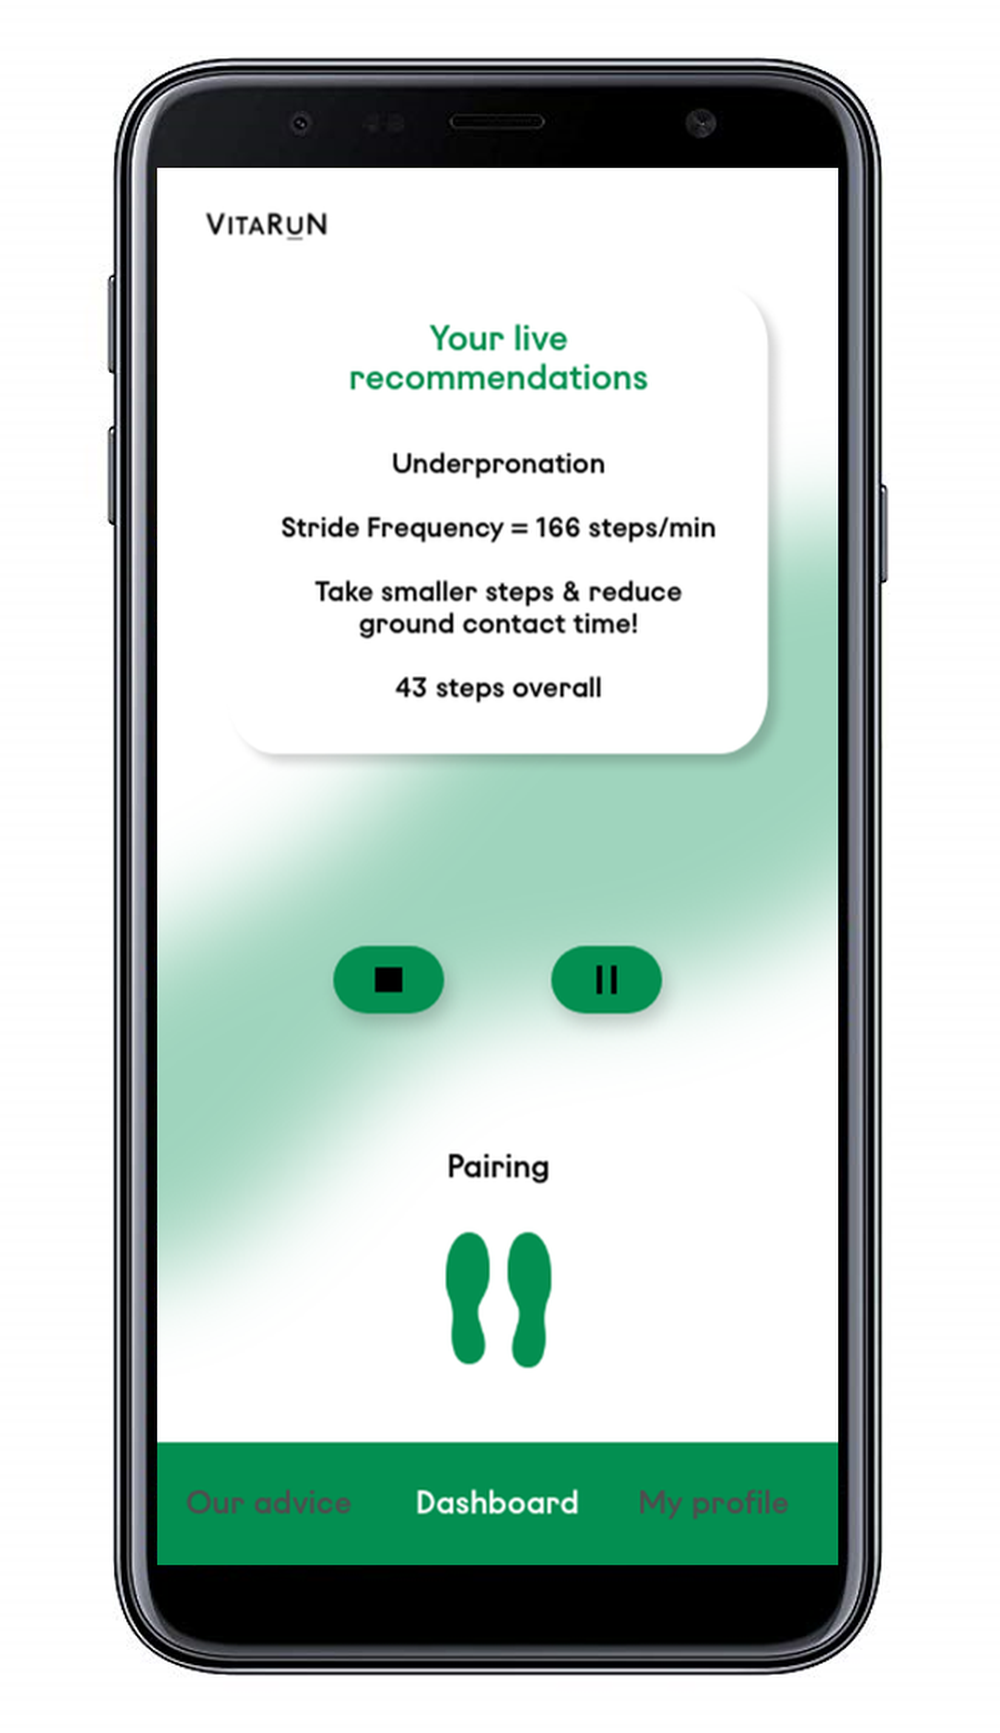 VITARUN
Your live
recommendations
Underpronation
Stride Frequency = 166 steps/min
Take smaller steps & reduce
ground contact time!
43 steps overall
Pairing
Our advice Dashboard My profile